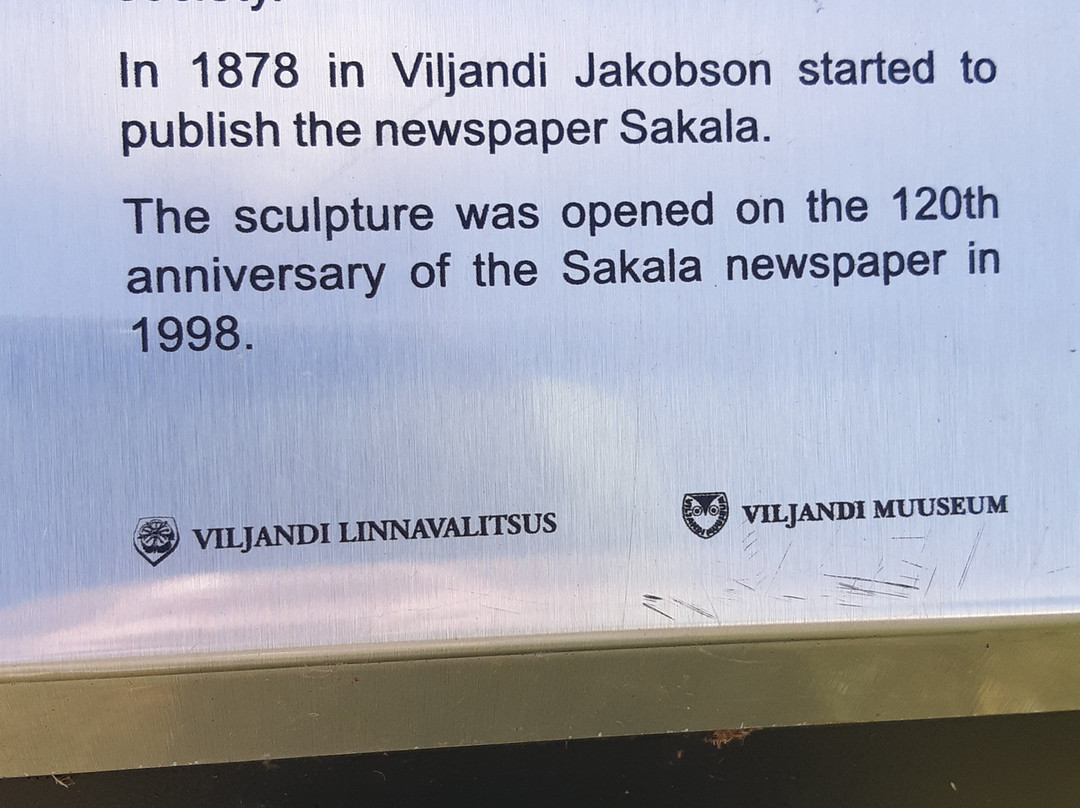 society.
In 1878 in Viljandi Jakobson started to
publish the newspaper Sakala.
The sculpture was opened on the 120th
anniversary of the Sakala newspaper in
1998.
VILJANDI LINNAVALITSUS
VILJANDI MUUSEUM